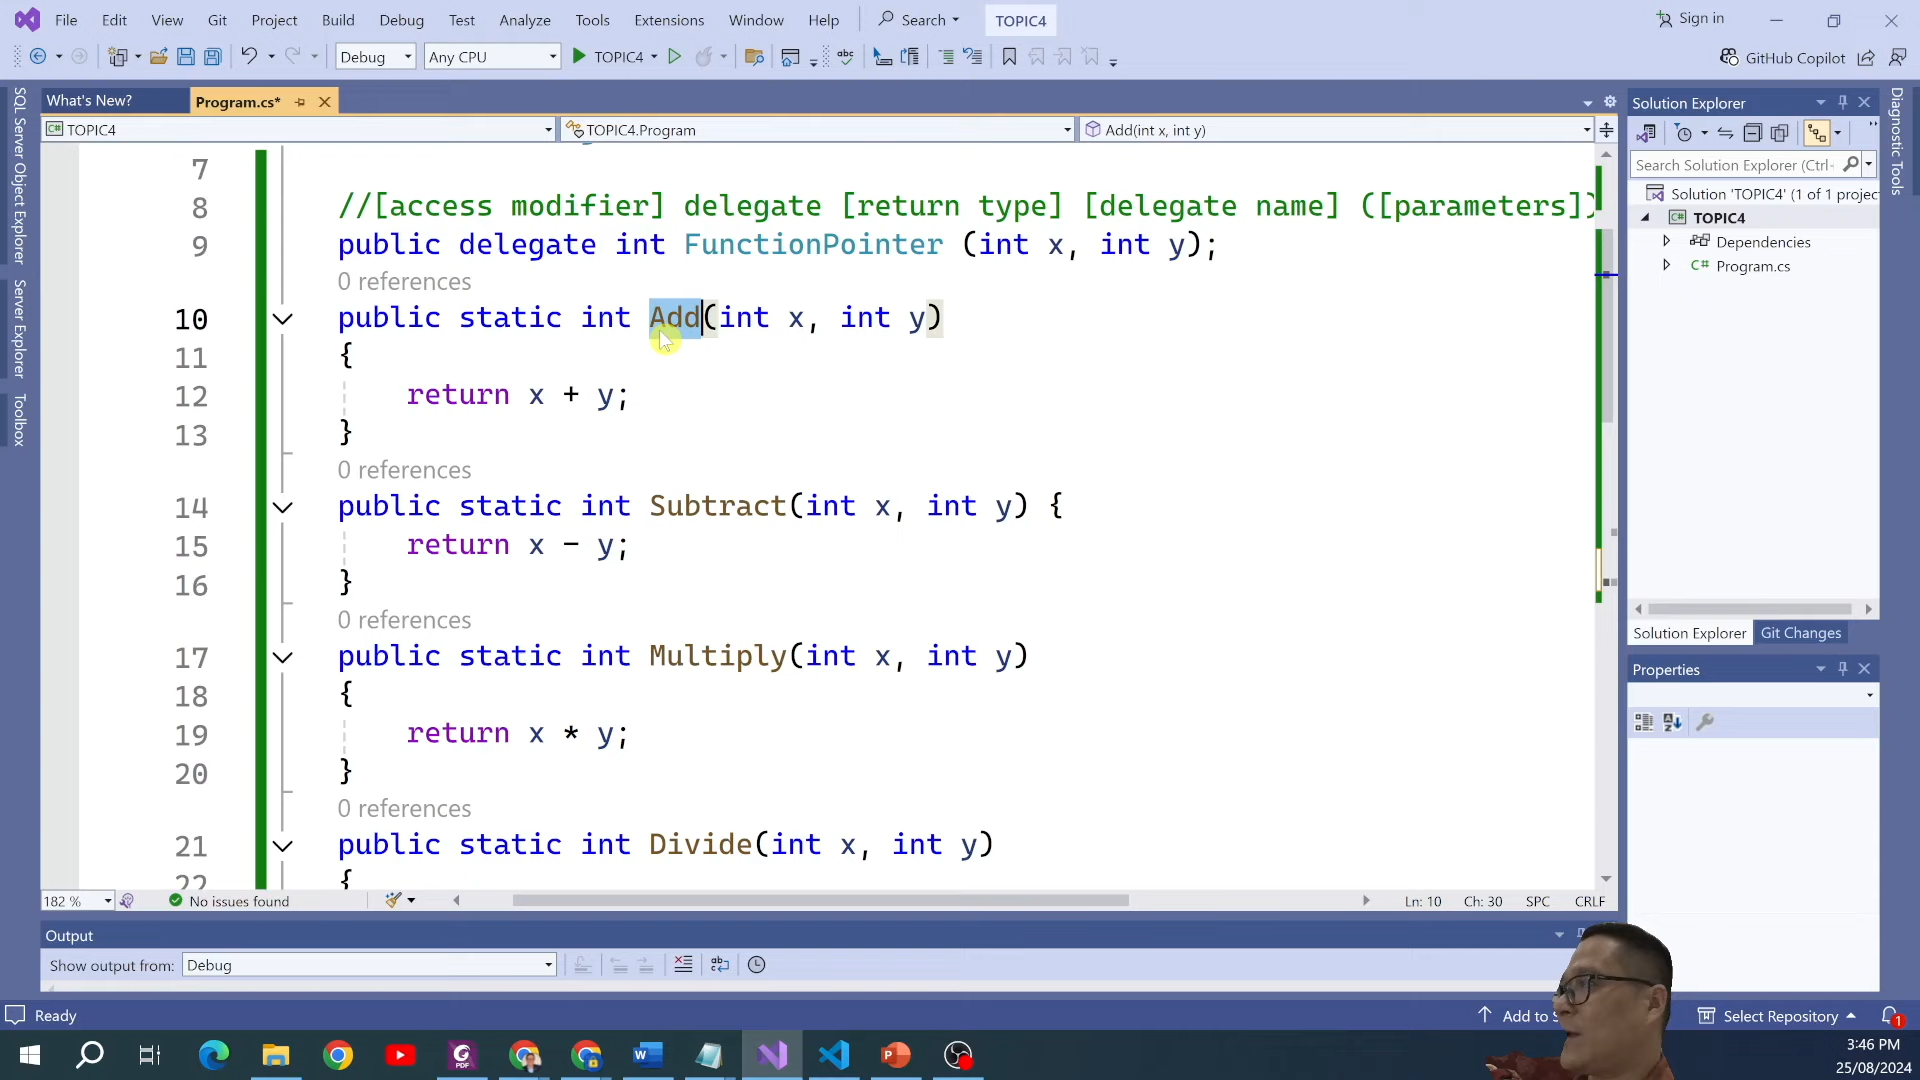 File Edit View Git Project Build Debug Test Analyze Tools Extensions Window Help Search TOPIC4 Sign in
Debug Any CPU TOPIC4 GitHub Copilot
What's New? Program.cs*
TOPIC4 TOPIC4.Program Add(int x, int y)
7
8 //[access modifier] delegate [return type] [delegate name] ([parameters])
9 public delegate int FunctionPointer (int x, int y);
0 references
10 public static int Add(int x, int y)
11 {
12 return x + y;
13 }
0 references
14 public static int Subtract(int x, int y) {
15 return x - y;
16 }
0 references
17 public static int Multiply(int x, int y)
18 {
19 return x * y;
20 }
0 references
21 public static int Divide(int x, int y)
22 {
182 % No issues found Ln: 10 Ch: 30 SPC CRLF
Output
Show output from: Debug
Ready Add to S Select Repository 1
SQL Server Object Explorer
Server Explorer
Toolbox
Solution Explorer
Search Solution Explorer (Ctrl-
Solution 'TOPIC4' (1 of 1 projec
TOPIC4
Dependencies
C# Program.cs
Solution Explorer Git Changes
Properties
Diagnostic Tools
3:46 PM
25/08/2024